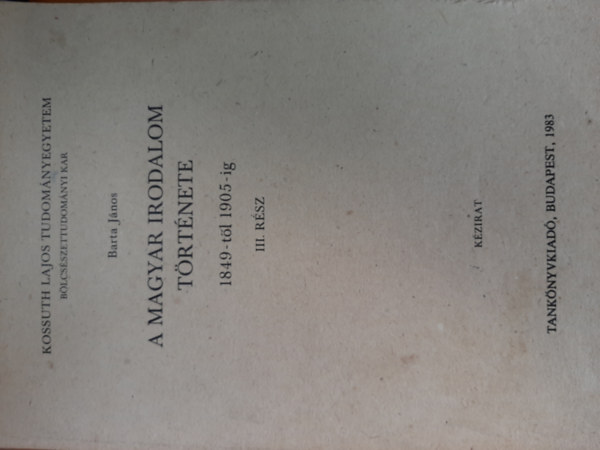 KOSSUTH LAJOS TUDOMÁNYEGYETEM
BÖLCSÉSZETTUDOMÁNYI KAR
Barta János
A MAGYAR IRODALOM
TÖRTÉNETE
1849-től 1905-ig
III. RÉSZ
KÉZIRAT
TANKÖNYVKIADÓ, BUDAPEST, 1983